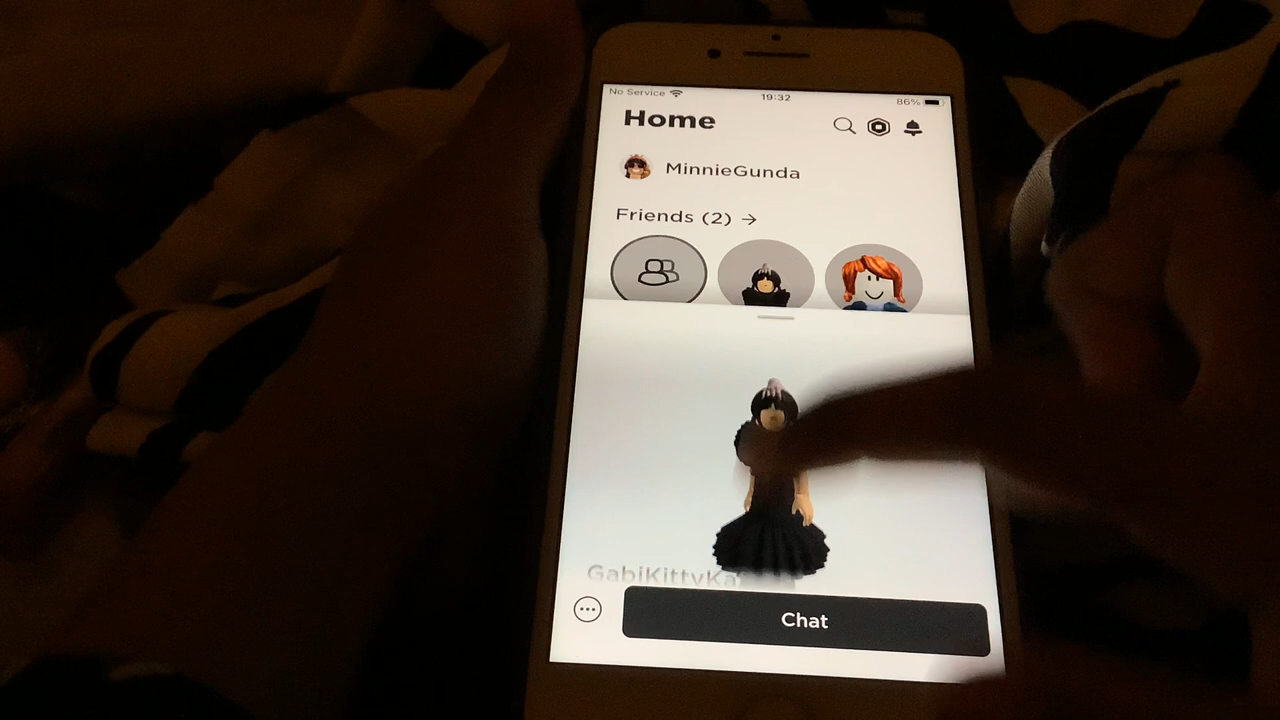 No Service 19:32 86%
Home
MinnieGunda
Friends (2) →
Chat